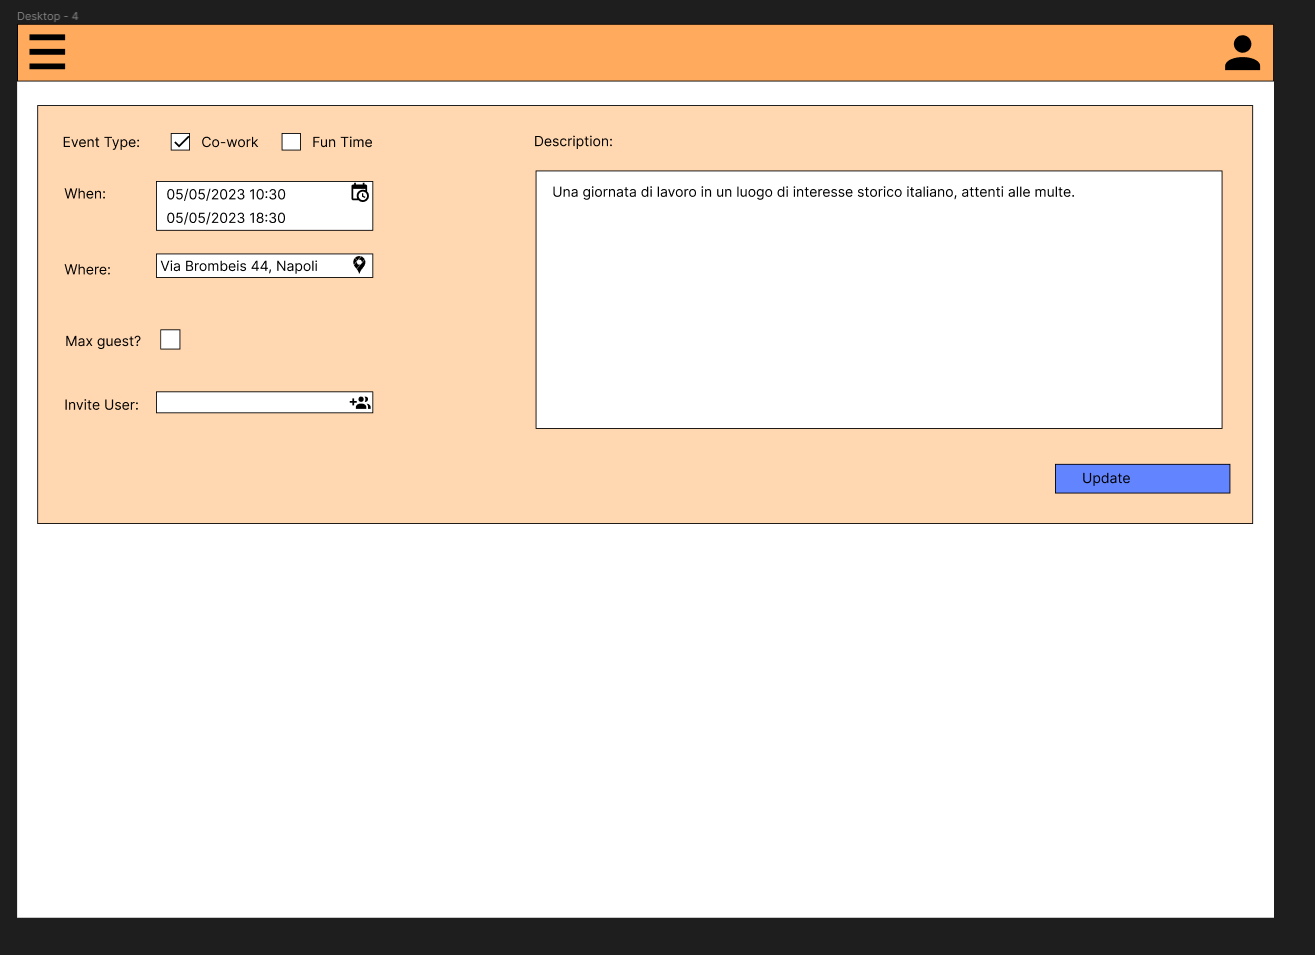 Desktop - 4
Event Type: Co-work Fun Time
When: 05/05/2023 10:30
05/05/2023 18:30
Where: Via Brombeis 44, Napoli
Max guest?
Invite User:
Description:
Una giornata di lavoro in un luogo di interesse storico italiano, attenti alle multe.
Update